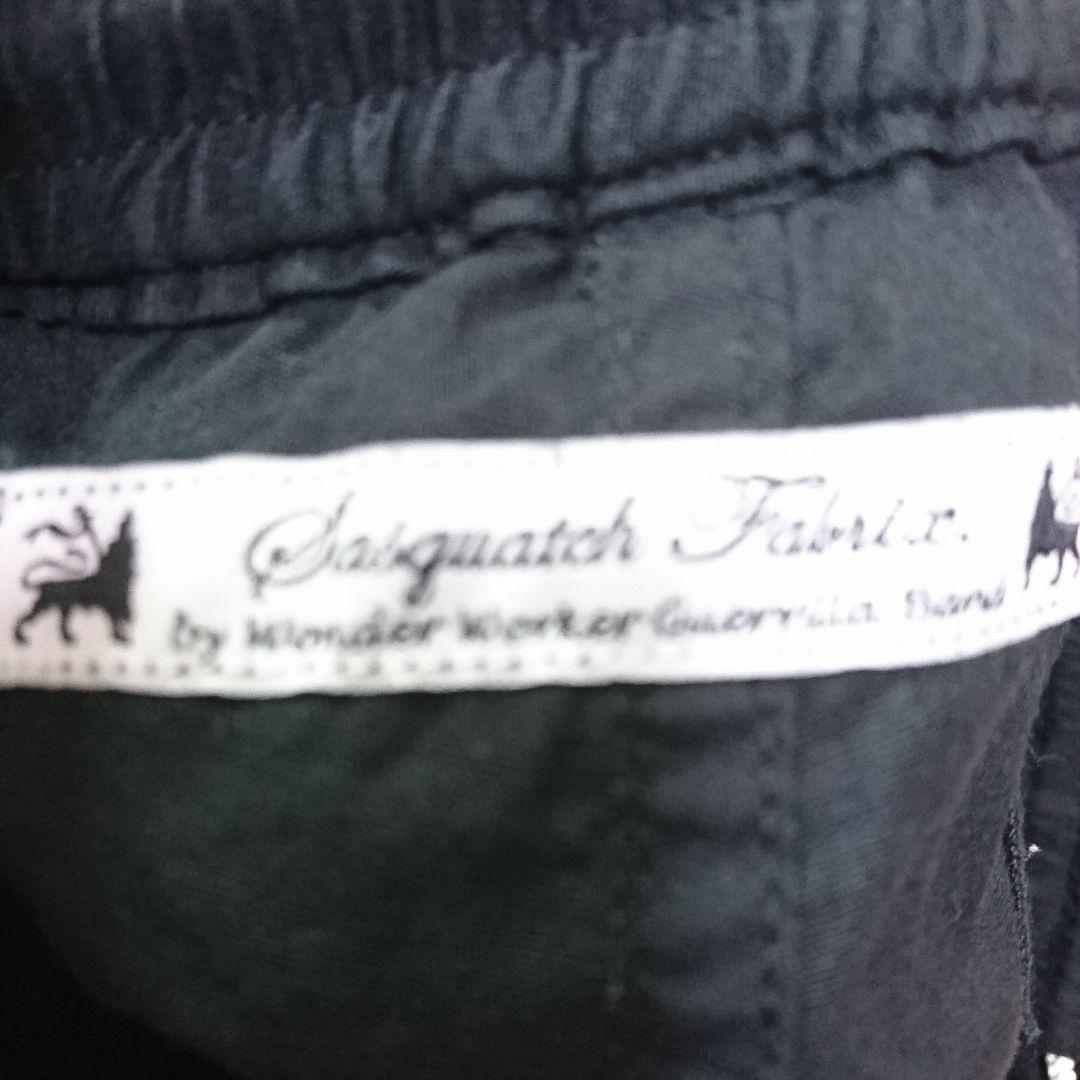 Sasquatch Fabrix.
by Wonder Worker Guerrilla Band